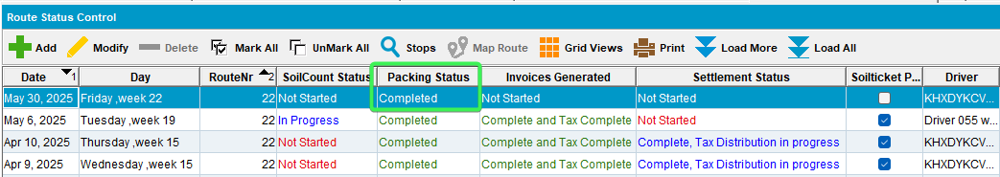 Route Status Control
Add Modify Delete Mark All UnMark All Stops Map Route Grid Views Print Load More Load All
Date 1 Day RouteNr 2 SoilCount Status Packing Status Invoices Generated Settlement Status Soilticket P... Driver
May 30, 2025 Friday ,week 22 22 Not Started Completed Not Started Not Started KHXDYKCV...
May 6, 2025 Tuesday ,week 19 22 In Progress Completed Complete and Tax Complete Not Started Driver 055 w...
Apr 10, 2025 Thursday ,week 15 22 Not Started Completed Complete and Tax Complete Complete, Tax Distribution in progress KHXDYKCV...
Apr 9, 2025 Wednesday ,week 15 22 Not Started Completed Complete and Tax Complete Complete, Tax Distribution in progress KHXDYKCV...